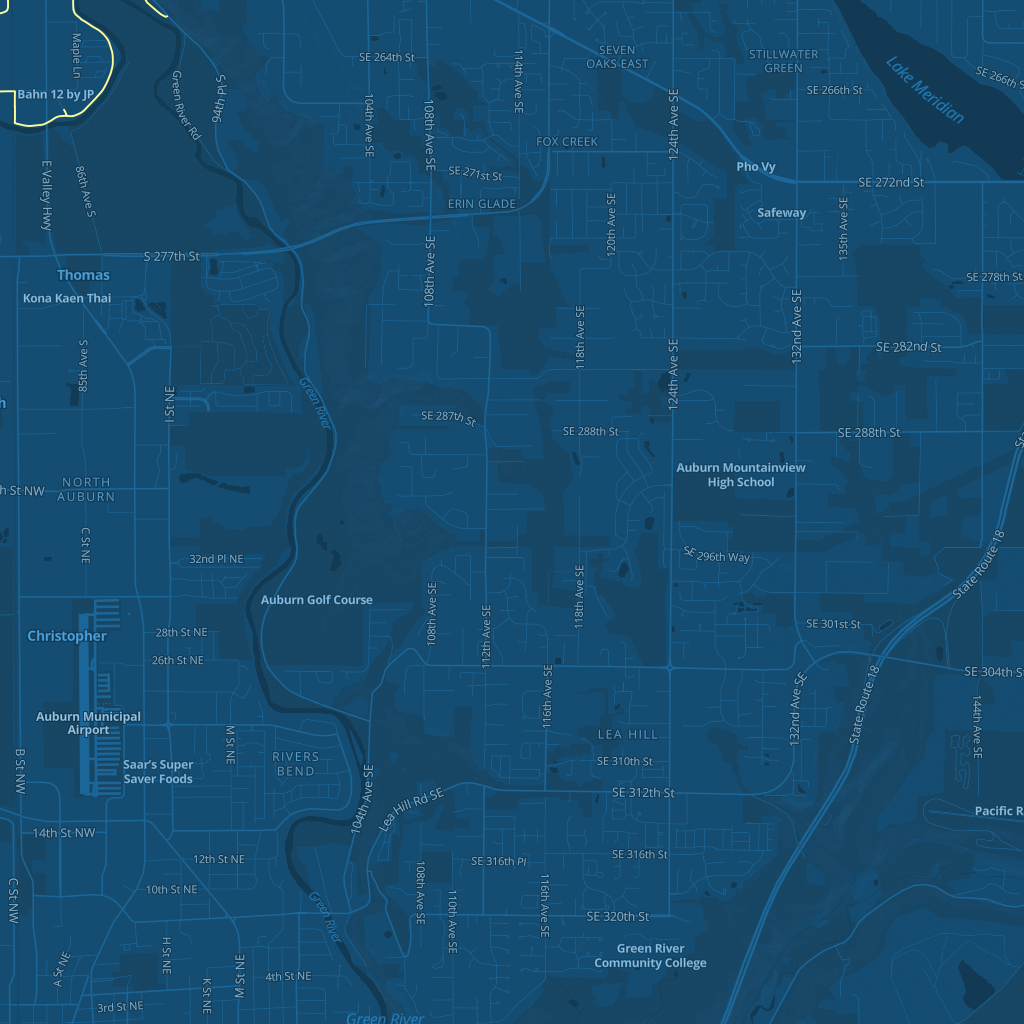 Maple Ln
SE 264th St
114th Ave SE
SEVEN
OAKS EAST
STILLWATER
GREEN
Lake Meridian
SE 266th St
SE 266th St
Bahn 12 by JP
Green River Rd
94th Pl S
104th Ave SE
108th Ave SE
124th Ave SE
FOX CREEK
E Valley Hwy
86th Ave S
SE 271st St
Pho Vy
SE 272nd St
ERIN GLADE
120th Ave SE
Safeway
135th Ave SE
S 277th St
108th Ave SE
Thomas
Kona Kaen Thai
SE 278th St
118th Ave SE
132nd Ave SE
85th Ave S
124th Ave SE
SE 282nd St
I St NE
Green River
SE 287th St
SE 288th St
SE 288th St
Auburn Mountainview
High School
NORTH
AUBURN
h St NW
C St NE
32nd Pl NE
SE 296th Way
State Route 18
Auburn Golf Course
108th Ave SE
112th Ave SE
118th Ave SE
Christopher
28th St NE
SE 301st St
26th St NE
SE 304th St
116th Ave SE
132nd Ave SE
State Route 18
144th Ave SE
Auburn Municipal
Airport
M St NE
LEA HILL
B St NW
Saar's Super
Saver Foods
RIVERS
BEND
SE 310th St
104th Ave SE
Lea Hill Rd SE
SE 312th St
Pacific R
14th St NW
12th St NE
SE 316th Pl
SE 316th St
C St NW
10th St NE
108th Ave SE
110th Ave SE
116th Ave SE
Green River
SE 320th St
A St NE
H St NE
K St NE
M St NE
4th St NE
Green River
Community College
3rd St NE
Green River